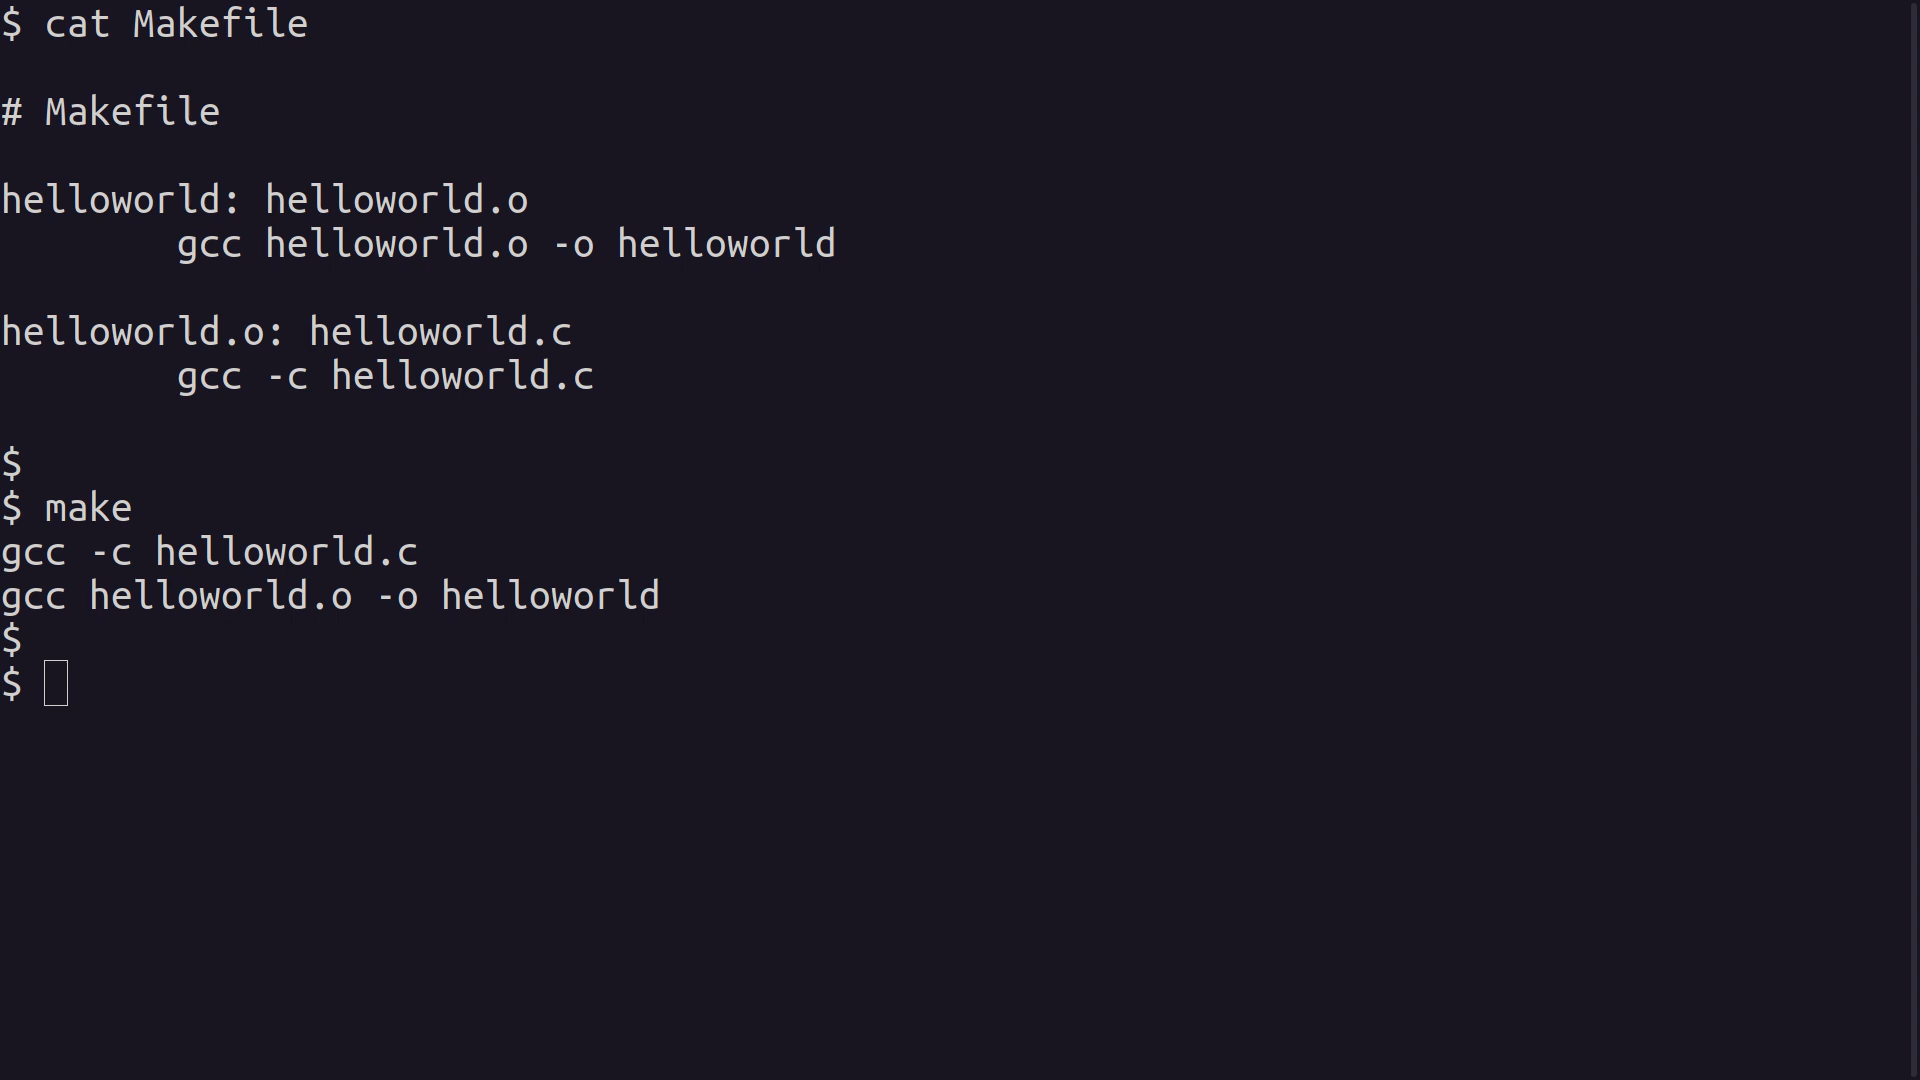 $ cat Makefile
# Makefile
helloworld: helloworld.o
        gcc helloworld.o -o helloworld
helloworld.o: helloworld.c
        gcc -c helloworld.c
$
$ make
gcc -c helloworld.c
gcc helloworld.o -o helloworld
$
$